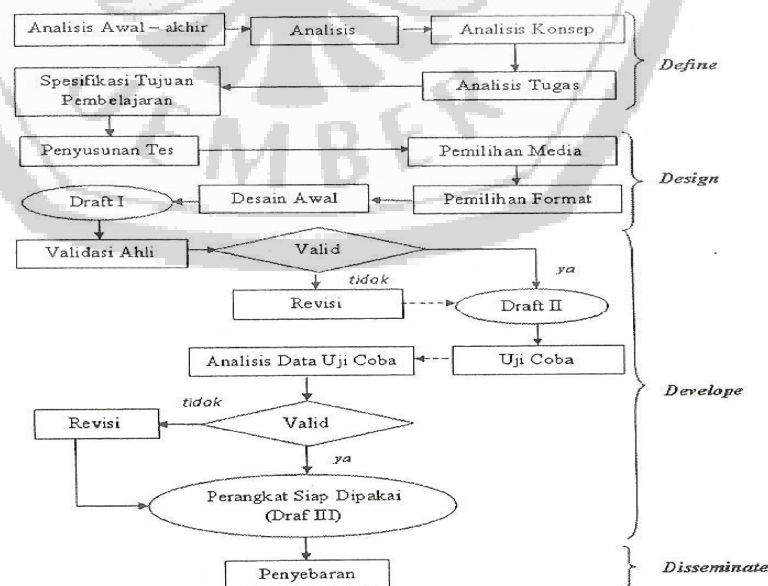 Analisis Awal – akhir
Analisis
Analisis Konsep
Define
Spesifikasi Tujuan
Pembelajaran
Analisis Tugas
Penyusunan Tes
Pemilihan Media
Design
Draft I
Desain Awal
Pemilihan Format
Validasi Ahli
Valid
ya
tidak
Revisi
Draft II
Analisis Data Uji Coba
Uji Coba
Develope
tidak
Revisi
Valid
ya
Perangkat Siap Dipakai
(Draf III)
Penyebaran
Disseminate
JEMBER